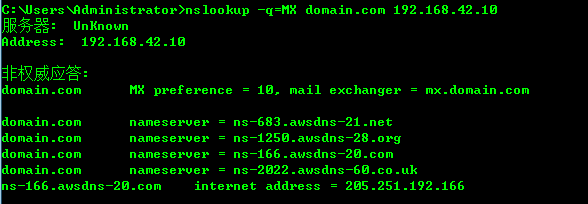 C:\Users\Administrator>nslookup -q=MX domain.com 192.168.42.10
服务器:  UnKnown
Address:  192.168.42.10
非权威应答:
domain.com      MX preference = 10, mail exchanger = mx.domain.com
domain.com      nameserver = ns-683.awsdns-21.net
domain.com      nameserver = ns-1250.awsdns-28.org
domain.com      nameserver = ns-166.awsdns-20.com
domain.com      nameserver = ns-2022.awsdns-60.co.uk
ns-166.awsdns-20.com    internet address = 205.251.192.166